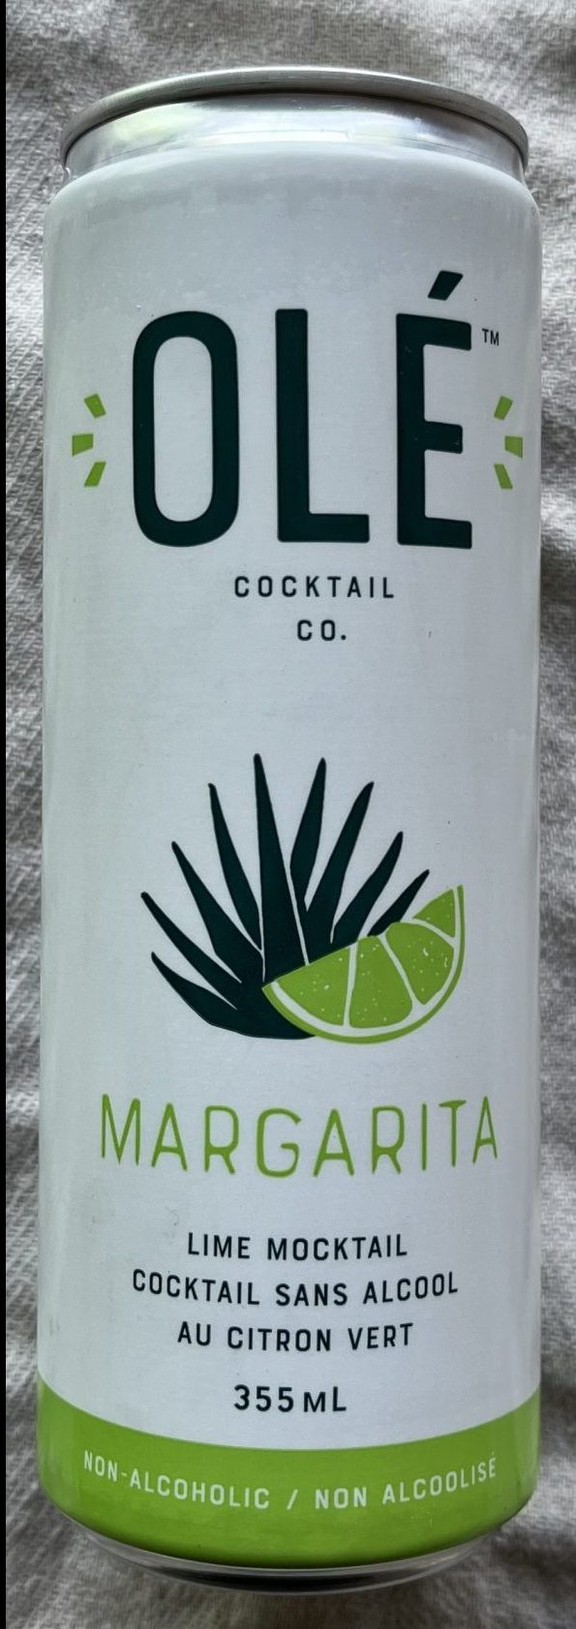 OLÉ™
COCKTAIL
CO.
MARGARITA
LIME MOCKTAIL
COCKTAIL SANS ALCOOL
AU CITRON VERT
355 mL
NON-ALCOHOLIC / NON ALCOOLISÉ